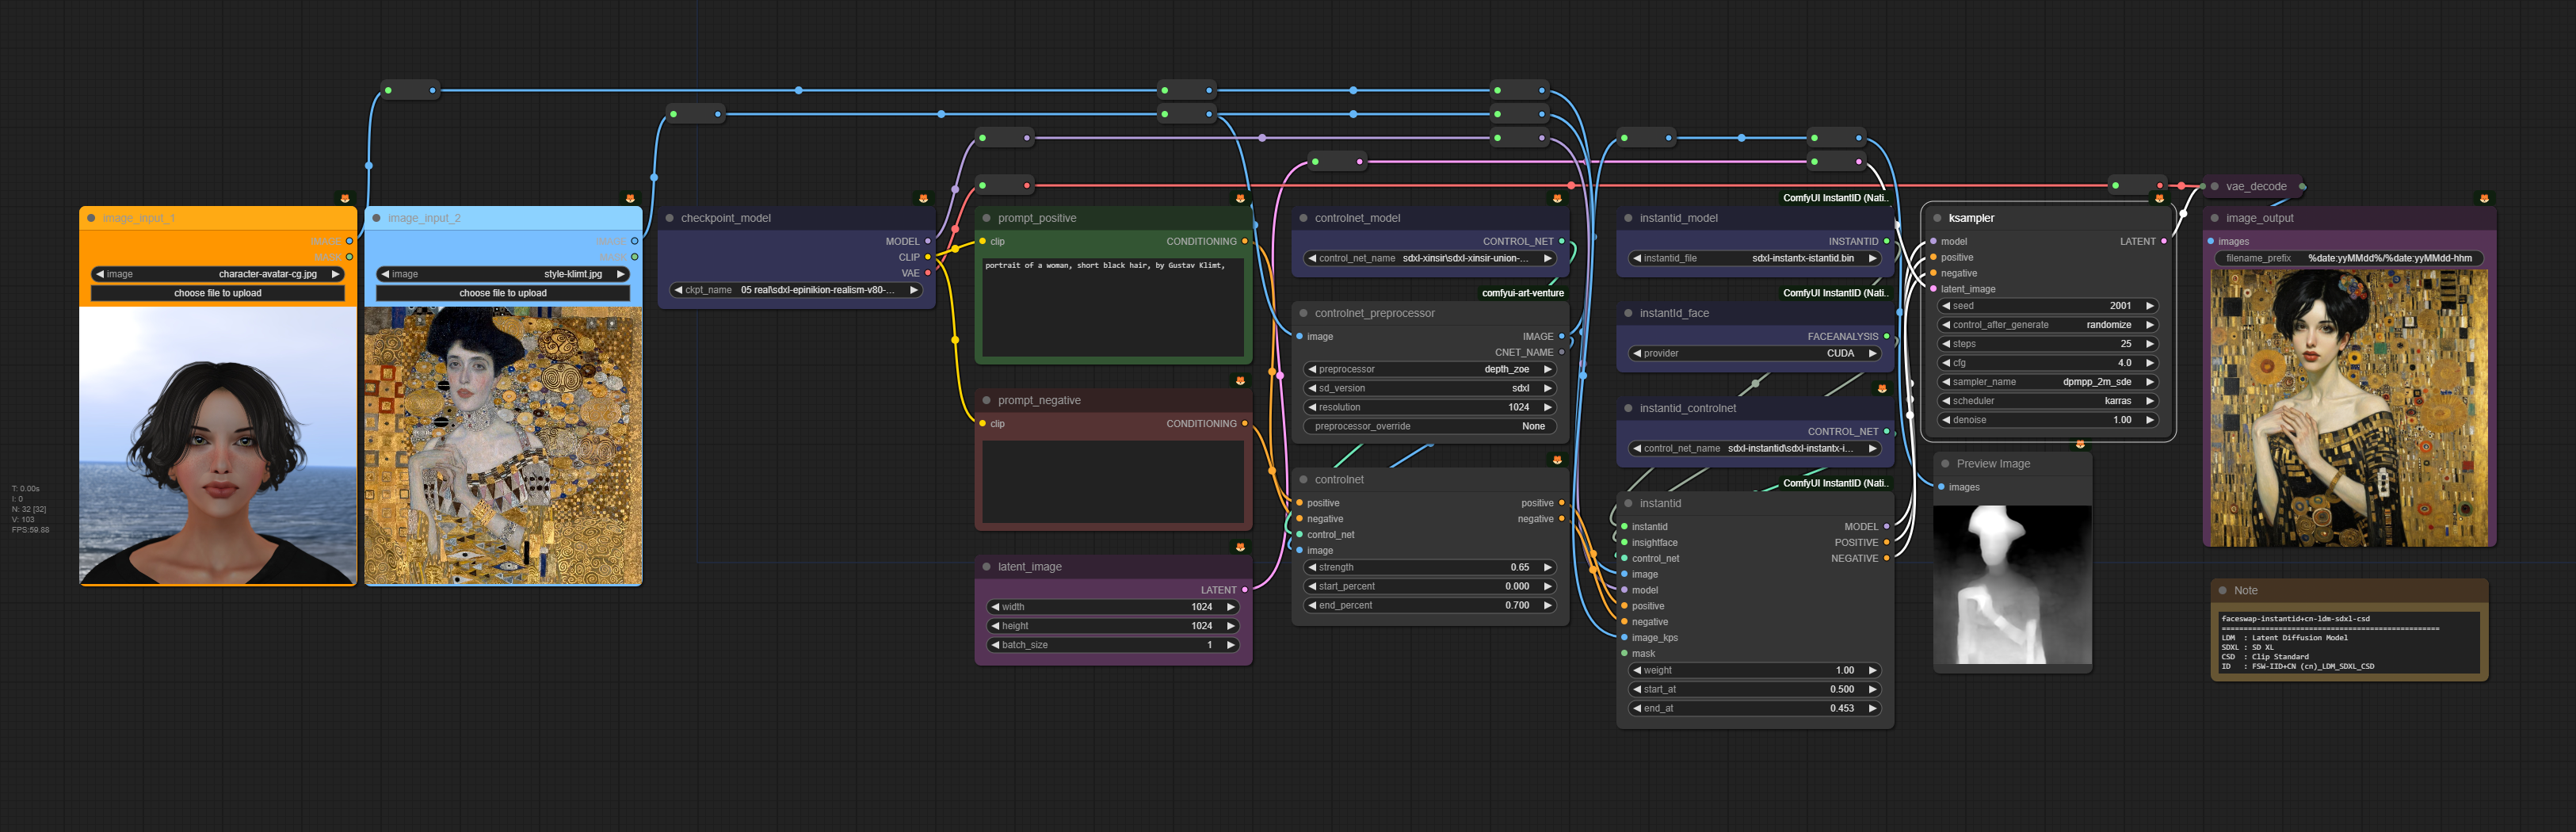 image_input_1
IMAGE
MASK
image character-avatar-cg.jpg
choose file to upload
image_input_2
IMAGE
MASK
image style-klimt.jpg
choose file to upload
T: 0.00s
I: 0
N: 32 [32]
V: 103
FPS:59.88
checkpoint_model
MODEL
CLIP
VAE
ckpt_name 05 real\sdxl-epinikion-realism-v80-...
prompt_positive
clip CONDITIONING
portrait of a woman, short black hair, by Gustav Klimt,
prompt_negative
clip CONDITIONING
latent_image
LATENT
width 1024
height 1024
batch_size 1
controlnet_model
CONTROL_NET
control_net_name sdxl-xinsir\sdxl-xinsir-union-...
comfyui-art-venture
controlnet_preprocessor
image IMAGE
CNET_NAME
preprocessor depth_zoe
sd_version sdxl
resolution 1024
preprocessor_override None
controlnet
positive positive
negative negative
control_net
image
strength 0.65
start_percent 0.000
end_percent 0.700
ComfyUI InstantID (Nati..
instantid_model
INSTANTID
instantid_file sdxl-instantx-istantid.bin
ComfyUI InstantID (Nati..
instantId_face
FACEANALYSIS
provider CUDA
instantid_controlnet
CONTROL_NET
control_net_name sdxl-instantid\sdxl-instantx-i...
ComfyUI InstantID (Nati..
instantid
instantid MODEL
insightface POSITIVE
control_net NEGATIVE
image
model
positive
negative
image_kps
mask
weight 1.00
start_at 0.500
end_at 0.453
ksampler
model LATENT
positive
negative
latent_image
seed 2001
control_after_generate randomize
steps 25
cfg 4.0
sampler_name dpmpp_2m_sde
scheduler karras
denoise 1.00
Preview Image
images
vae_decode
image_output
images
filename_prefix %date:yyMMdd%/%date:yyMMdd-hhm
Note
faceswap-instantid+cn-ldm-sdxl-csd
==================================================
LDM : Latent Diffusion Model
SDXL : SD XL
CSD : Clip Standard
ID : FSW-IID+CN (cn)_LDM_SDXL_CSD